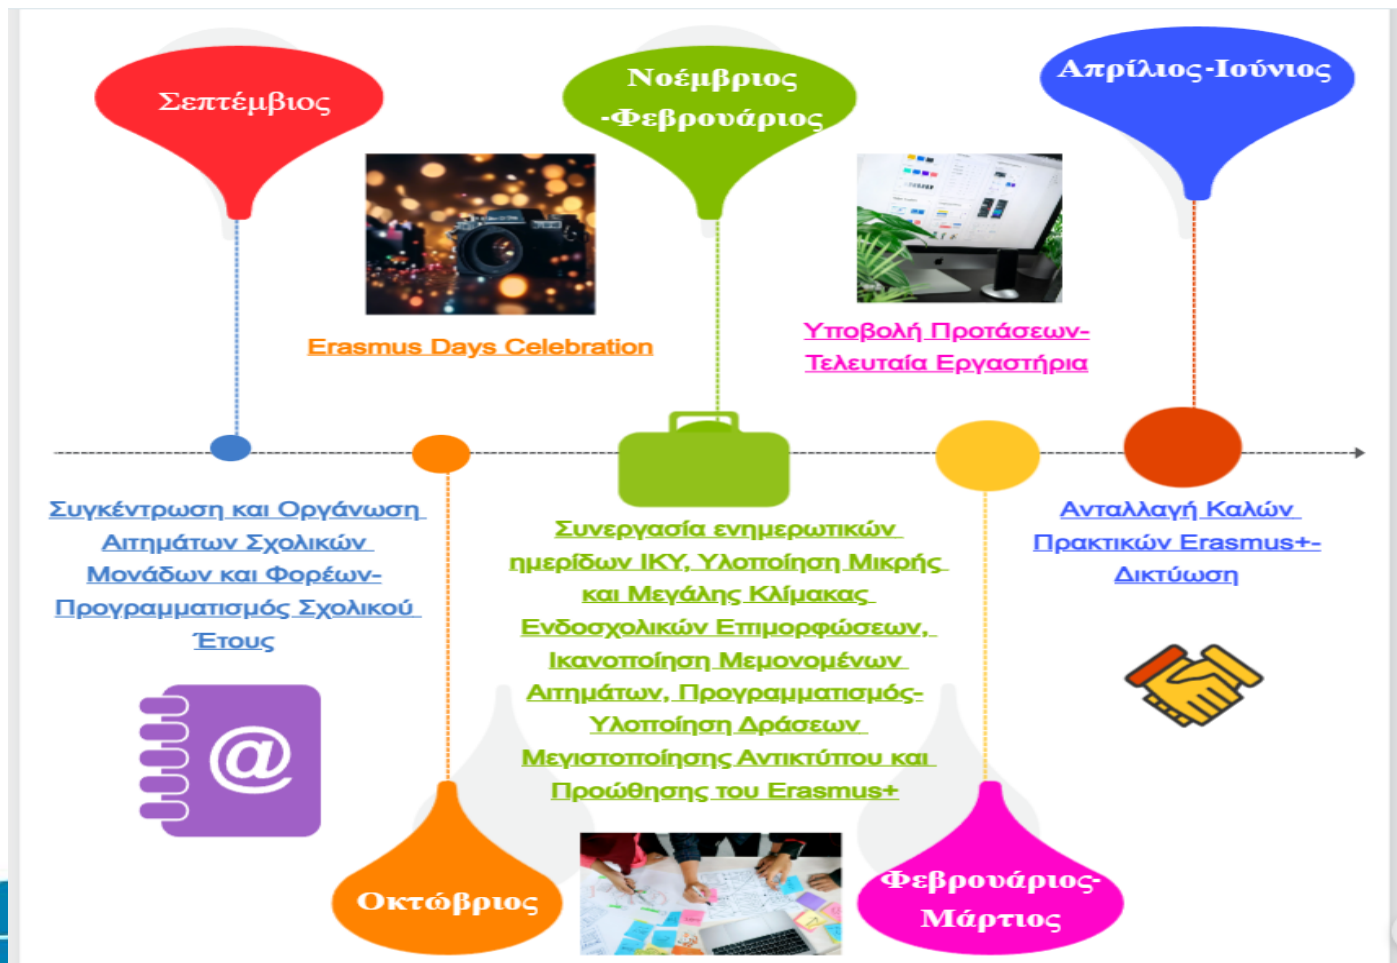 Σεπτέμβιος
Νοέμβριος
-Φεβρουάριος
Απρίλιος-Ιούνιος
Erasmus Days Celebration
Υποβολή Προτάσεων-
Τελευταία Εργαστήρια
Συγκέντρωση και Οργάνωση
Αιτημάτων Σχολικών
Μονάδων και Φορέων-
Προγραμματισμός Σχολικού
Έτους
Συνεργασία ενημερωτικών
ημερίδων ΙΚΥ, Υλοποίηση Μικρής
και Μεγάλης Κλίμακας
Ενδοσχολικών Επιμορφώσεων,
Ικανοποίηση Μεμονομένων
Αιτημάτων, Προγραμματισμός-
Υλοποίηση Δράσεων
Μεγιστοποίησης Αντικτύπου και
Προώθησης του Erasmus+
Ανταλλαγή Καλών
Πρακτικών Erasmus+-
Δικτύωση
@
Οκτώβριος
Φεβρουάριος-
Μάρτιος